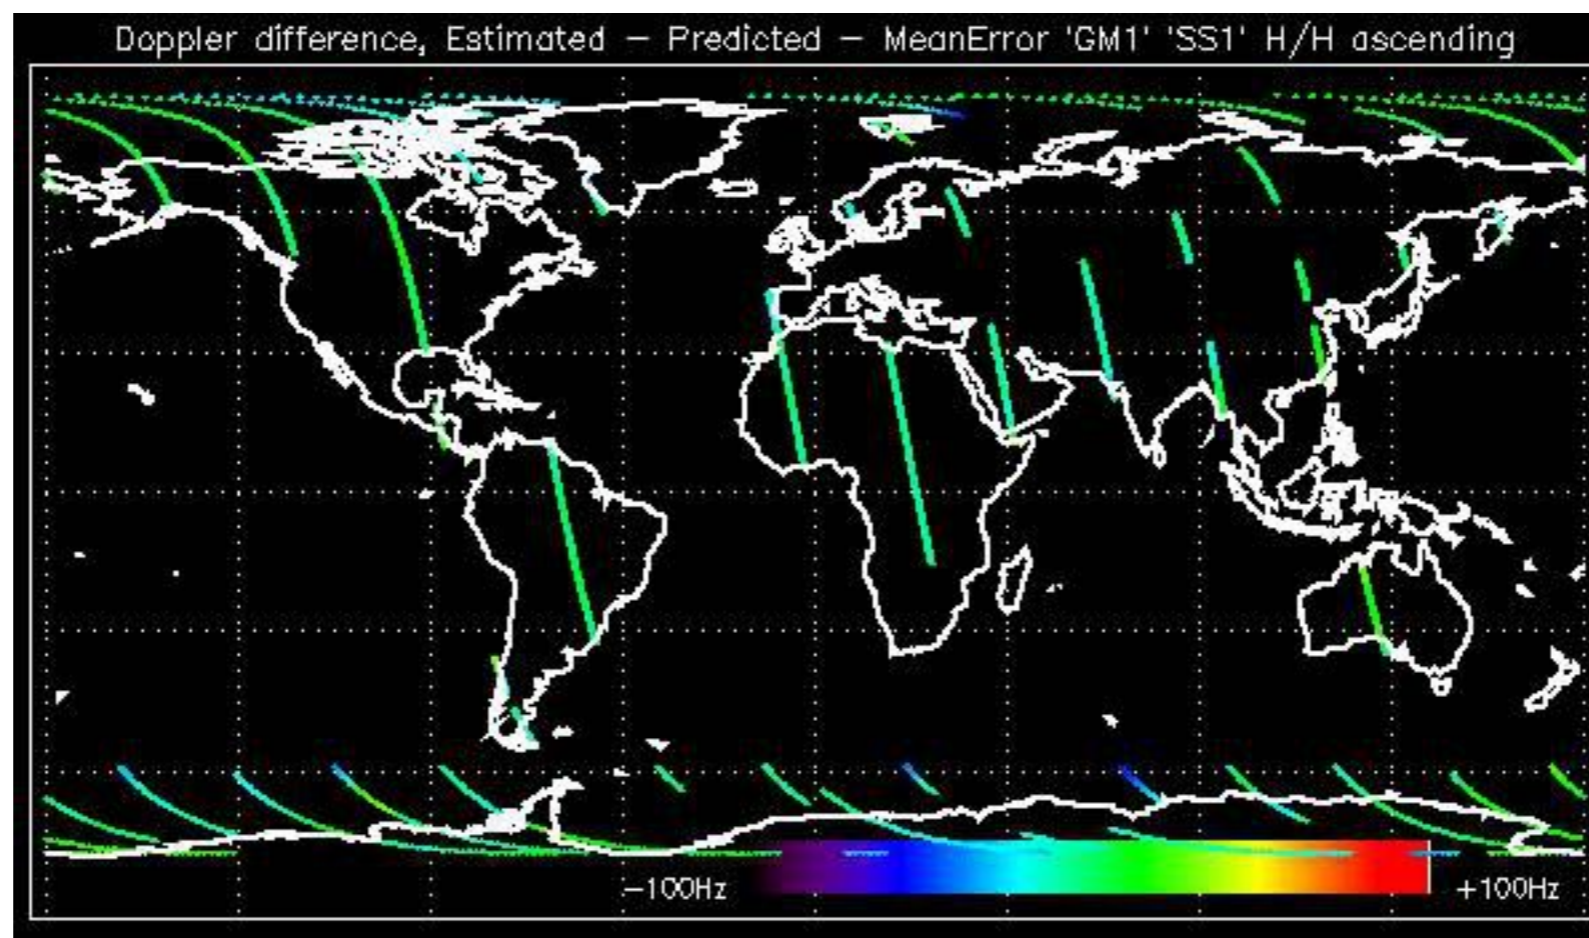 Doppler difference, Estimated – Predicted – MeanError 'GM1' 'SS1' H/H ascending
–100Hz +100Hz